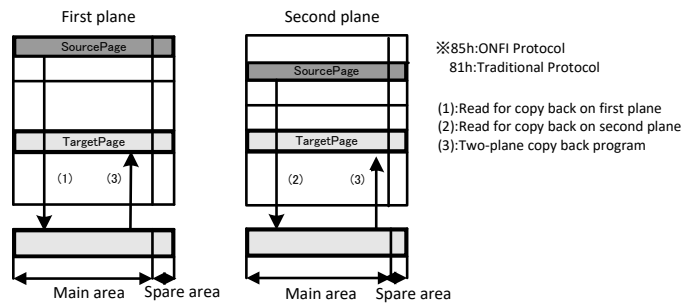 First plane
Second plane
SourcePage
SourcePage
※85h:ONFI Protocol
81h:Traditional Protocol
(1):Read for copy back on first plane
(2):Read for copy back on second plane
(3):Two-plane copy back program
TargetPage
TargetPage
(1) (3)
(2) (3)
Main area Spare area
Main area Spare area